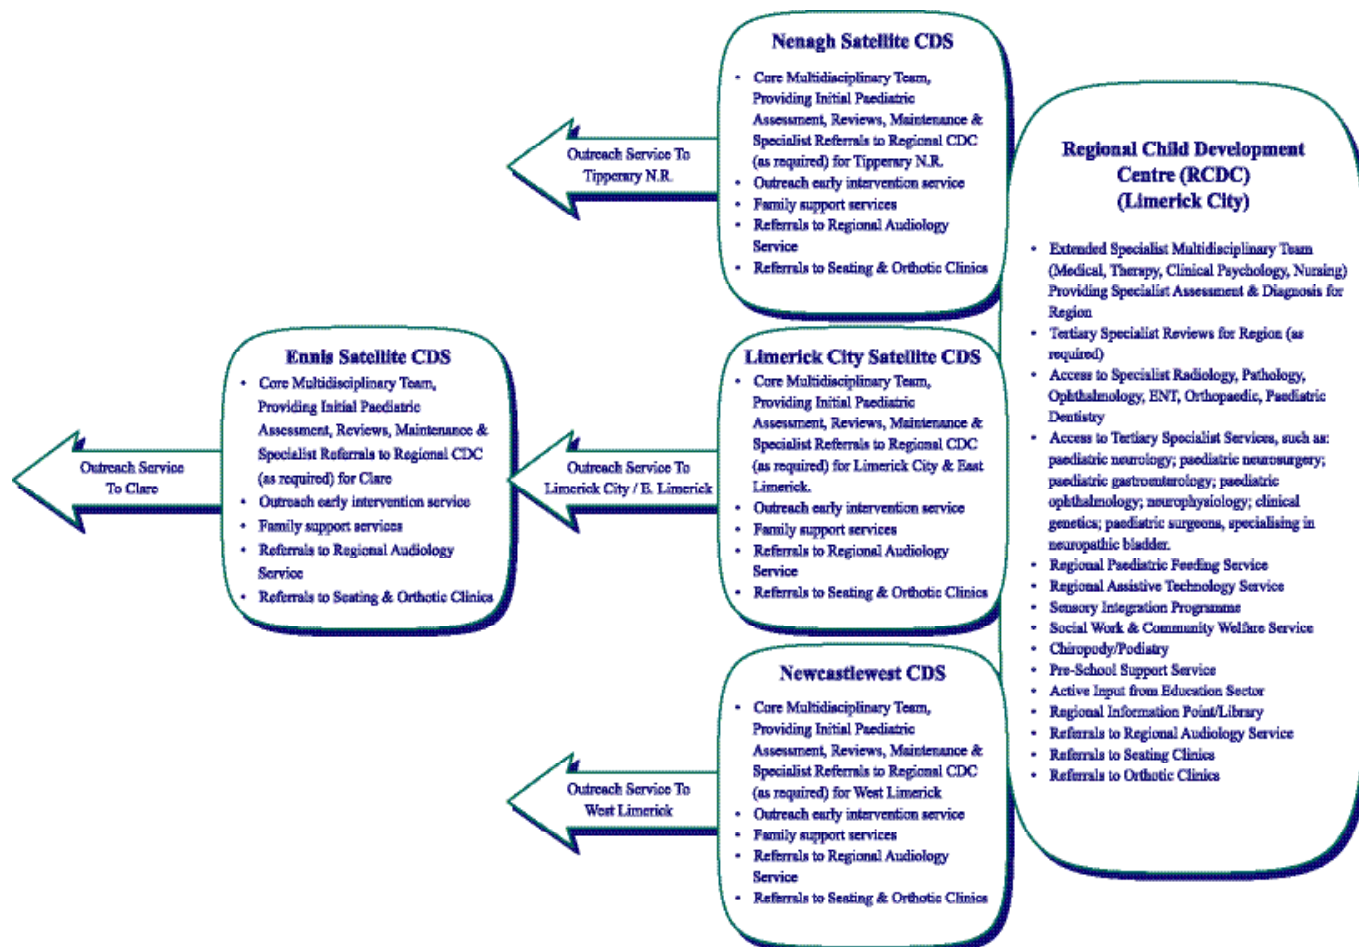 Nenagh Satellite CDS
• Core Multidisciplinary Team,
Providing Initial Paediatric
Assessment, Reviews, Maintenance &
Specialist Referrals to Regional CDC
(as required) for Tipperary N.R.
• Outreach early intervention service
• Family support services
• Referrals to Regional Audiology
Service
• Referrals to Seating & Orthotic Clinics
Outreach Service To
Tipperary N.R.
Regional Child Development
Centre (RCDC)
(Limerick City)
• Extended Specialist Multidisciplinary Team
(Medical, Therapy, Clinical Psychology, Nursing)
Providing Specialist Assessment & Diagnosis for
Region
• Tertiary Specialist Reviews for Region (as
required)
• Access to Specialist Radiology, Pathology,
Ophthalmology, ENT, Orthopaedic, Paediatric
Dentistry
• Access to Tertiary Specialist Services, such as:
paediatric neurology; paediatric neurosurgery;
paediatric gastroenterology; paediatric
ophthalmology; neurophysiology; clinical
genetics; paediatric surgeons, specialising in
neuropathic bladder.
• Regional Paediatric Feeding Service
• Regional Assistive Technology Service
• Sensory Integration Programme
• Social Work & Community Welfare Service
• Chiropody/Podiatry
• Pre-School Support Service
• Active Input from Education Sector
• Regional Information Point/Library
• Referrals to Regional Audiology Service
• Referrals to Seating Clinics
• Referrals to Orthotic Clinics
Ennis Satellite CDS
• Core Multidisciplinary Team,
Providing Initial Paediatric
Assessment, Reviews, Maintenance &
Specialist Referrals to Regional CDC
(as required) for Clare
• Outreach early intervention service
• Family support services
• Referrals to Regional Audiology
Service
• Referrals to Seating & Orthotic Clinics
Outreach Service
To Clare
Limerick City Satellite CDS
• Core Multidisciplinary Team,
Providing Initial Paediatric
Assessment, Reviews, Maintenance &
Specialist Referrals to Regional CDC
(as required) for Limerick City & East
Limerick.
• Outreach early intervention service
• Family support services
• Referrals to Regional Audiology
Service
• Referrals to Seating & Orthotic Clinics
Outreach Service To
Limerick City / E. Limerick
Newcastlewest CDS
• Core Multidisciplinary Team,
Providing Initial Paediatric
Assessment, Reviews, Maintenance &
Specialist Referrals to Regional CDC
(as required) for West Limerick
• Outreach early intervention service
• Family support services
• Referrals to Regional Audiology
Service
• Referrals to Seating & Orthotic Clinics
Outreach Service To
West Limerick